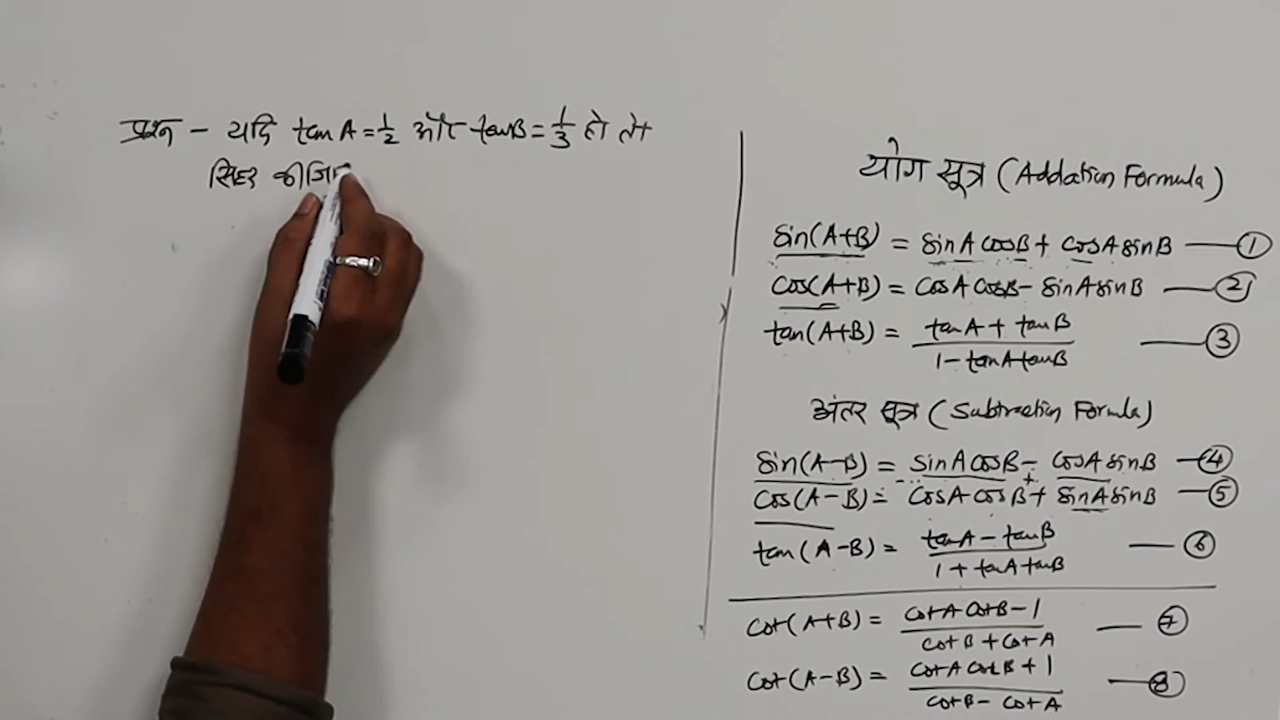 प्रश्न - यदि tan A = 1/2 और tan B = 1/3 हो तो
सिद्ध कीजि
योग सूत्र (Addation Formula)
sin(A+B) = sin A cos B + cos A sin B — ①
cos(A+B) = cos A cos B - sin A sin B — ②
tan(A+B) = (tan A + tan B)/(1 - tan A tan B) — ③
अंतर सूत्र (Subtraction Formula)
sin(A-B) = sin A cos B - cos A sin B — ④
cos(A-B) = cos A cos B + sin A sin B — ⑤
tan(A-B) = (tan A - tan B)/(1 + tan A tan B) — ⑥
cot(A+B) = (cot A cot B - 1)/(cot B + cot A) — ⑦
cot(A-B) = (cot A cot B + 1)/(cot B - cot A) — ⑧